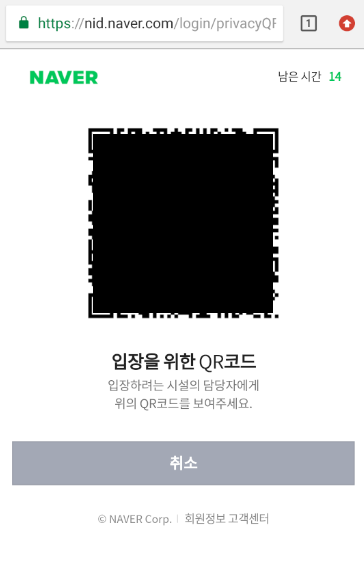 https://nid.naver.com/login/privacyQR
1
NAVER
남은 시간 14
입장을 위한 QR코드
입장하려는 시설의 담당자에게
위의 QR코드를 보여주세요.
취소
© NAVER Corp. | 회원정보 고객센터